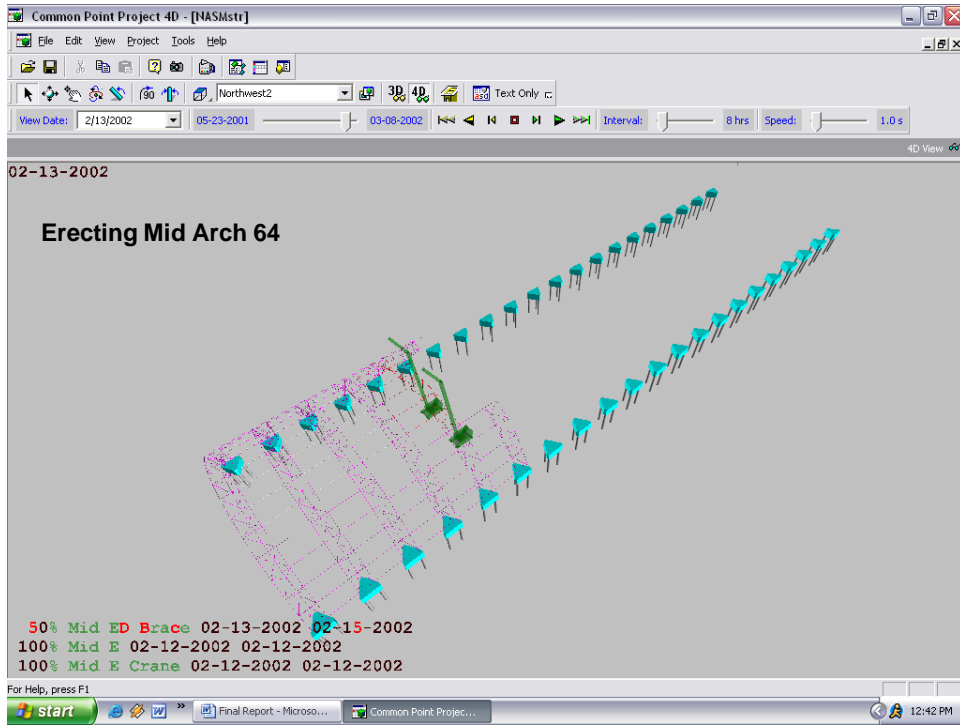 Common Point Project 4D - [NASMstr]
File Edit View Project Tools Help
Northwest2 3D 4D Text Only
View Date: 2/13/2002 05-23-2001 03-08-2002 Interval: 8 hrs Speed: 1.0 s
4D View
02-13-2002
Erecting Mid Arch 64
50% Mid ED Brace 02-13-2002 02-15-2002
100% Mid E 02-12-2002 02-12-2002
100% Mid E Crane 02-12-2002 02-12-2002
For Help, press F1
start Final Report - Microso... Common Point Projec... 12:42 PM